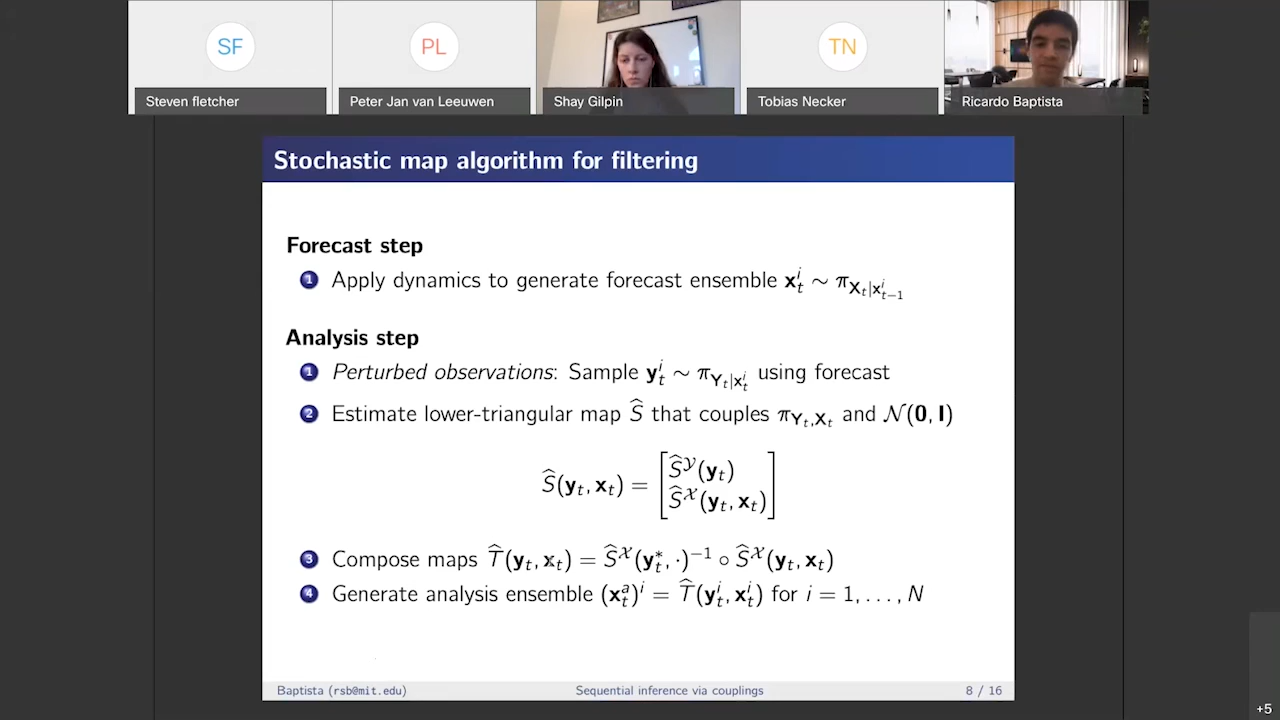 SF
PL
TN
Steven fletcher
Peter Jan van Leeuwen
Shay Gilpin
Tobias Necker
Ricardo Baptista
Stochastic map algorithm for filtering
Forecast step
1 Apply dynamics to generate forecast ensemble x_t^i ∼ π_{X_t|x_{t−1}^i}
Analysis step
1 Perturbed observations: Sample y_t^i ∼ π_{Y_t|x_t^i} using forecast
2 Estimate lower-triangular map Ŝ that couples π_{Y_t,X_t} and 𝒩(0, I)
Ŝ(y_t, x_t) = [Ŝ^𝒴(y_t)
Ŝ^𝒳(y_t, x_t)]
3 Compose maps T̂(y_t, x_t) = Ŝ^𝒳(y_t^*, ·)^{−1} ∘ Ŝ^𝒳(y_t, x_t)
4 Generate analysis ensemble (x_t^a)^i = T̂(y_t^i, x_t^i) for i = 1, . . . , N
Baptista (rsb@mit.edu) Sequential inference via couplings 8 / 16
+5